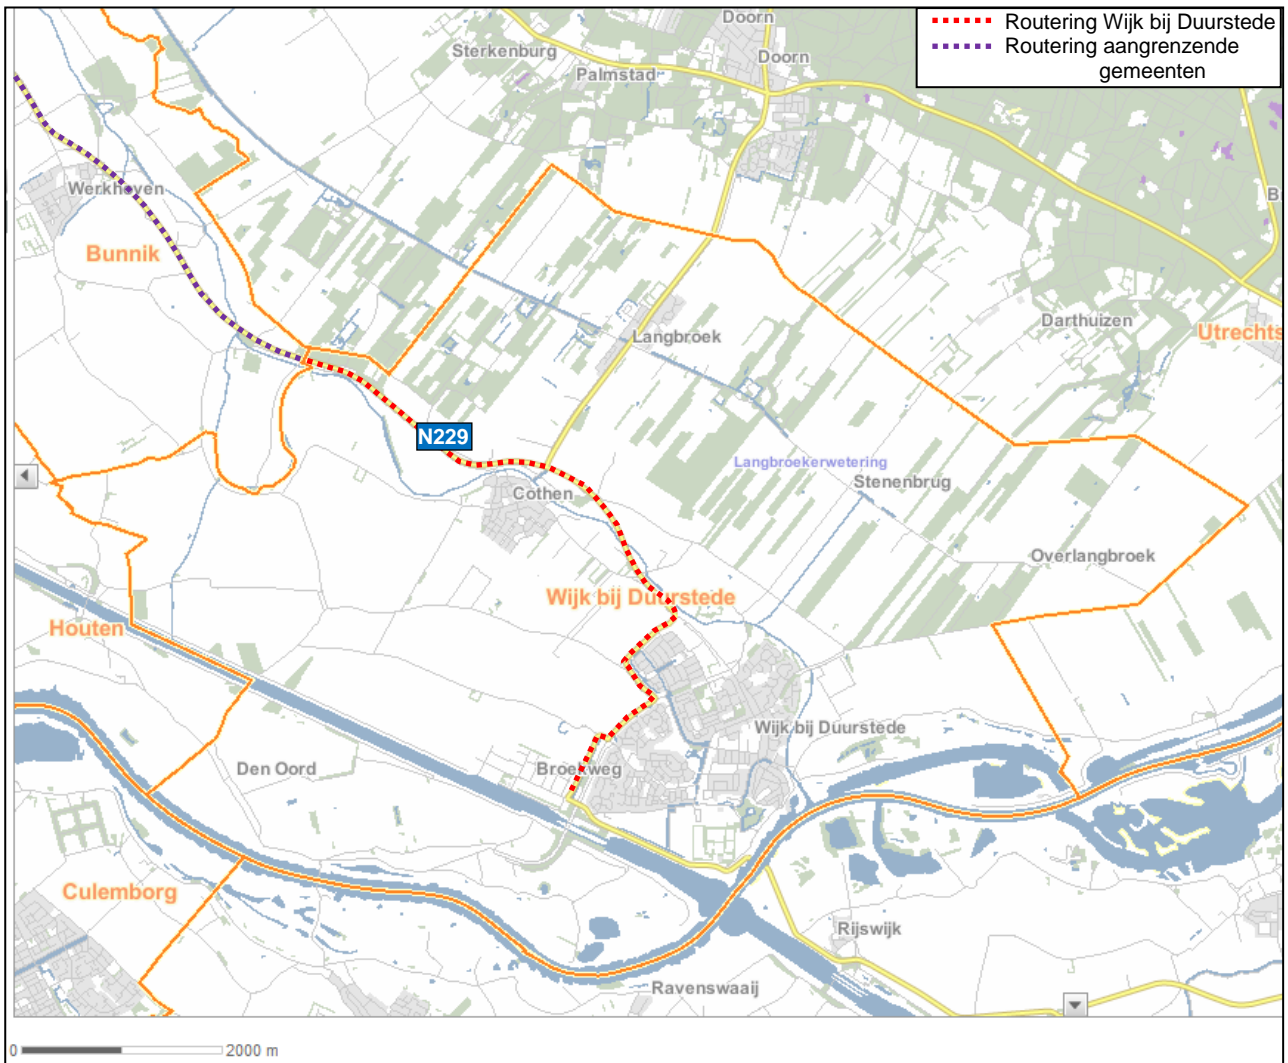 Doorn
Routering Wijk bij Duurstede
Routering aangrenzende
gemeenten
Sterkenburg
Doorn
Palmstad
Werkhoven
Bunnik
Langbroek
Darthuizen
Utrechts
N229
Langbroekerwetering
Stenenbrug
Cothen
Overlangbroek
Wijk bij Duurstede
Houten
Wijk bij Duurstede
Den Oord
Broekweg
Culemborg
Rijswijk
Ravenswaaij
0 2000 m